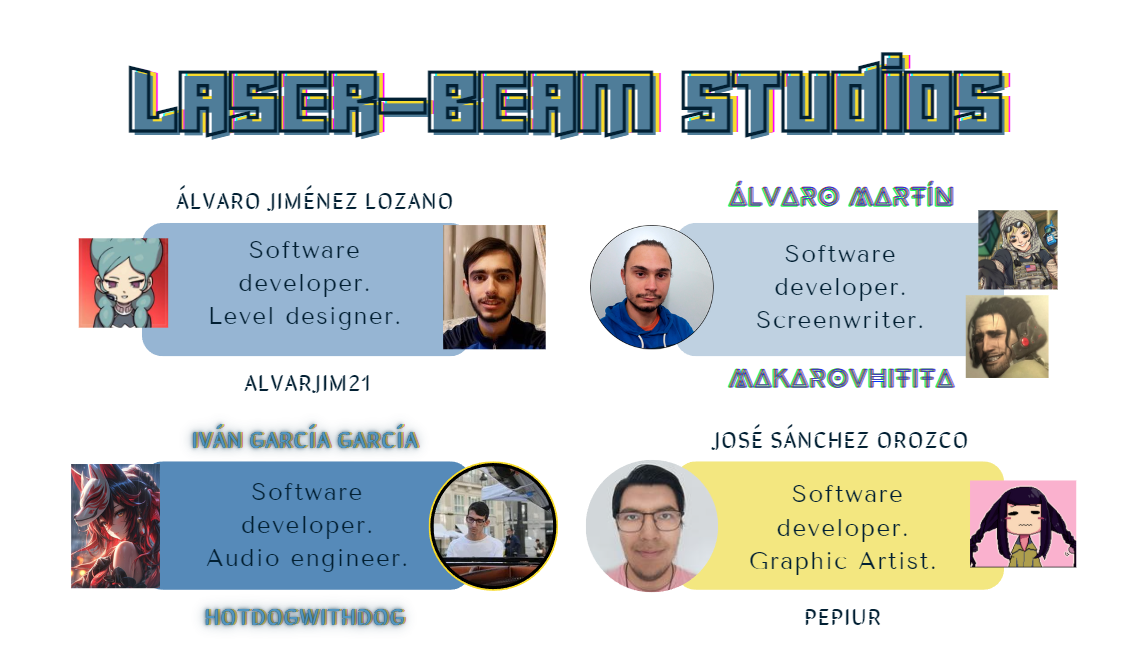 LASER-BEAM STUDiOS
ÁLVARO JIMÉNEZ LOZANO
Software
developer.
Level designer.
ALVARJIM21
ÁLVARO MARTÍN
Software
developer.
Screenwriter.
MAKAROVHITITA
IVÁN GARCÍA GARCÍA
Software
developer.
Audio engineer.
HOTDOGWITHDOG
JOSÉ SÁNCHEZ OROZCO
Software
developer.
Graphic Artist.
PEPIUR